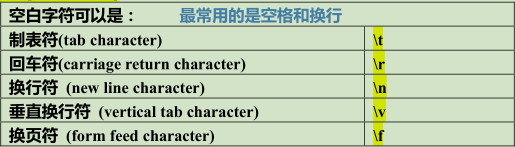 空白字符可以是： 最常用的是空格和换行
制表符(tab character) \t
回车符(carriage return character) \r
换行符 (new line character) \n
垂直换行符 (vertical tab character) \v
换页符 (form feed character) \f